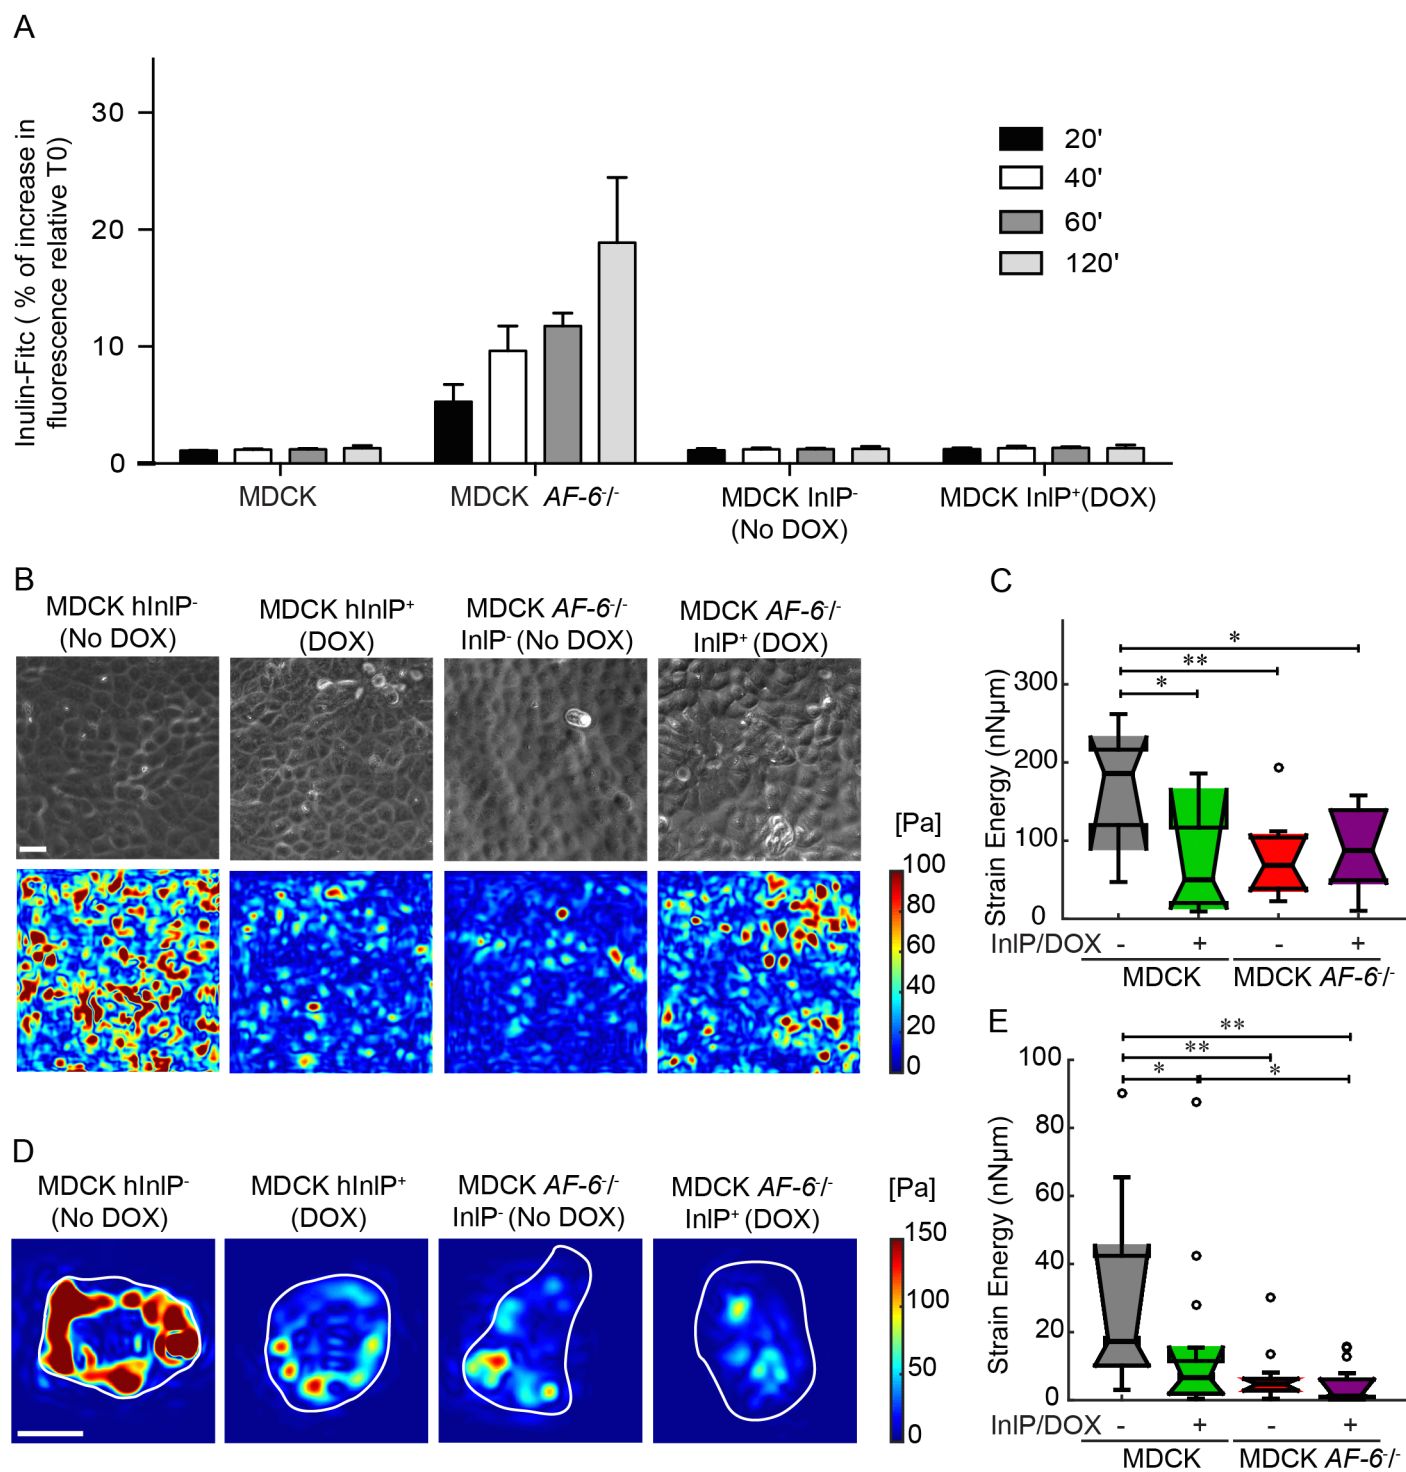 A
Inulin-Fitc ( % of increase in
fluorescence relative T0)
30
20
10
0
20'
40'
60'
120'
MDCK
MDCK AF-6-/-
MDCK InlP-
(No DOX)
MDCK InlP+(DOX)
B
MDCK hInlP-
(No DOX)
MDCK hInlP+
(DOX)
MDCK AF-6-/-
InlP- (No DOX)
MDCK AF-6-/-
InlP+ (DOX)
[Pa]
100
80
60
40
20
0
C
Strain Energy (nNµm)
300
200
100
0
*
**
*
InlP/DOX - + - +
MDCK
MDCK AF-6-/-
D
MDCK hInlP-
(No DOX)
MDCK hInlP+
(DOX)
MDCK AF-6-/-
InlP- (No DOX)
MDCK AF-6-/-
InlP+ (DOX)
[Pa]
150
100
50
0
E
Strain Energy (nNµm)
100
80
60
40
20
0
**
**
* *
InlP/DOX - + - +
MDCK
MDCK AF-6-/-